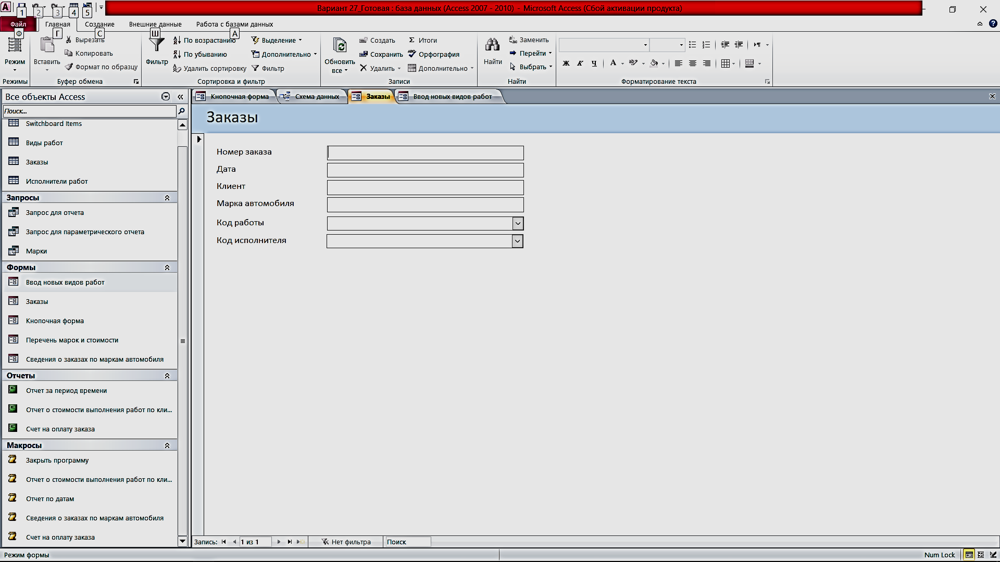 Вариант 27_Готовая : база данных (Access 2007 - 2010) - Microsoft Access (Сбой активации продукта)
1 2 3 4 5
Файл Главная Создание Внешние данные Работа с базами данных
Ф Г С Ш А
Режим
Режимы
Вставить
Вырезать
Копировать
Формат по образцу
Буфер обмена
Фильтр
По возрастанию
По убыванию
Удалить сортировку
Выделение
Дополнительно
Фильтр
Сортировка и фильтр
Обновить
все
Создать
Сохранить
Удалить
Итоги
Орфография
Дополнительно
Записи
Найти
Заменить
Перейти
Выбрать
Найти
Ж К Ч А
Форматирование текста
Все объекты Access
Поиск...
Switchboard Items
Виды работ
Заказы
Исполнители работ
Запросы
Запрос для отчета
Запрос для параметрического отчета
Марки
Формы
Ввод новых видов работ
Заказы
Кнопочная форма
Перечень марок и стоимости
Сведения о заказах по маркам автомобиля
Отчеты
Отчет за период времени
Отчет о стоимости выполнения работ по кли...
Счет на оплату заказа
Макросы
Закрыть программу
Отчет о стоимости выполнения работ по кли...
Отчет по датам
Сведения о заказах по маркам автомобиля
Счет на оплату заказа
Кнопочная форма Схема данных Заказы Ввод новых видов работ
Заказы
Номер заказа
Дата
Клиент
Марка автомобиля
Код работы
Код исполнителя
Запись: 1 из 1 Нет фильтра Поиск
Режим формы Num Lock